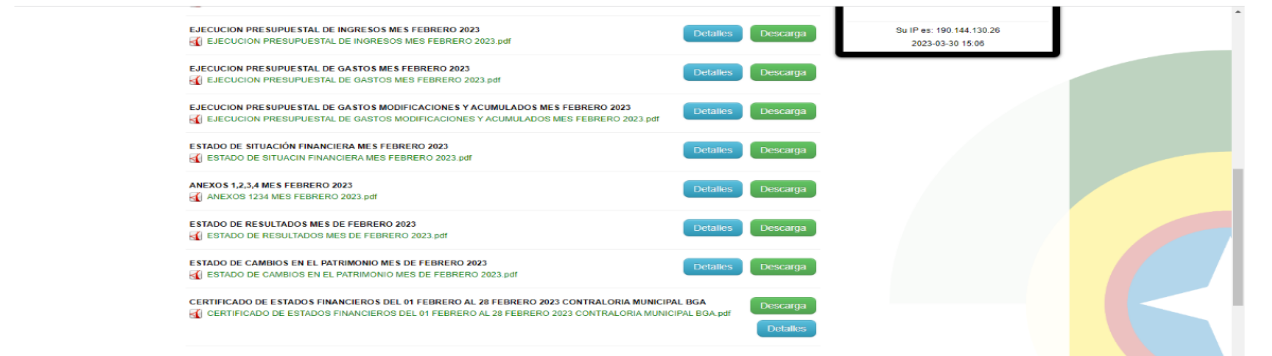 EJECUCION PRESUPUESTAL DE INGRESOS MES FEBRERO 2023
EJECUCION PRESUPUESTAL DE INGRESOS MES FEBRERO 2023.pdf
Detalles Descarga
EJECUCION PRESUPUESTAL DE GASTOS MES FEBRERO 2023
EJECUCION PRESUPUESTAL DE GASTOS MES FEBRERO 2023.pdf
Detalles Descarga
EJECUCION PRESUPUESTAL DE GASTOS MODIFICACIONES Y ACUMULADOS MES FEBRERO 2023
EJECUCION PRESUPUESTAL DE GASTOS MODIFICACIONES Y ACUMULADOS MES FEBRERO 2023.pdf
Detalles Descarga
ESTADO DE SITUACIÓN FINANCIERA MES FEBRERO 2023
ESTADO DE SITUACIN FINANCIERA MES FEBRERO 2023.pdf
Detalles Descarga
ANEXOS 1,2,3,4 MES FEBRERO 2023
ANEXOS 1234 MES FEBRERO 2023.pdf
Detalles Descarga
ESTADO DE RESULTADOS MES DE FEBRERO 2023
ESTADO DE RESULTADOS MES DE FEBRERO 2023.pdf
Detalles Descarga
ESTADO DE CAMBIOS EN EL PATRIMONIO MES DE FEBRERO 2023
ESTADO DE CAMBIOS EN EL PATRIMONIO MES DE FEBRERO 2023.pdf
Detalles Descarga
CERTIFICADO DE ESTADOS FINANCIEROS DEL 01 FEBRERO AL 28 FEBRERO 2023 CONTRALORIA MUNICIPAL BGA
CERTIFICADO DE ESTADOS FINANCIEROS DEL 01 FEBRERO AL 28 FEBRERO 2023 CONTRALORIA MUNICIPAL BGA.pdf
Descarga
Detalles
Su IP es: 190.144.130.26
2023-03-30 15:06